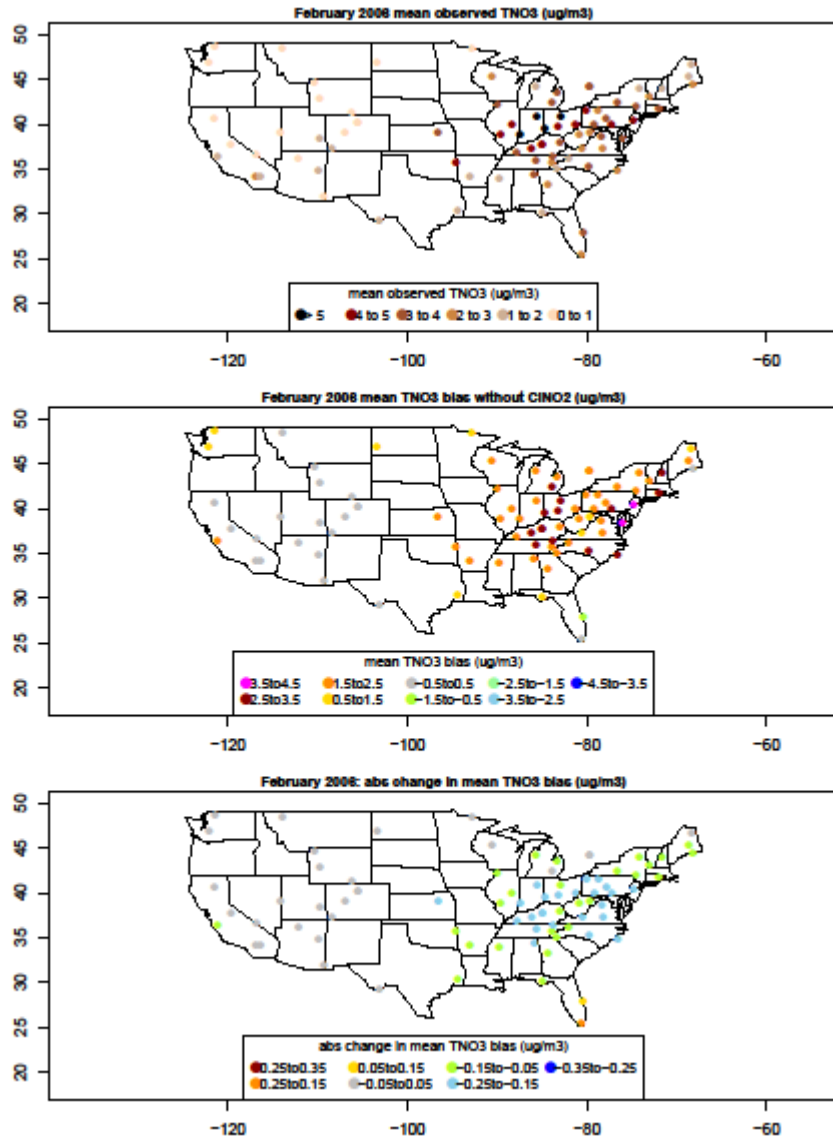 February 2006 mean observed TNO3 (ug/m3)
50
45
40
35
30
25
20
−120 −100 −80 −60
mean observed TNO3 (ug/m3)
> 5 4 to 5 3 to 4 2 to 3 1 to 2 0 to 1
February 2006 mean TNO3 bias without ClNO2 (ug/m3)
50
45
40
35
30
25
20
−120 −100 −80 −60
mean TNO3 bias (ug/m3)
3.5to4.5 1.5to2.5 −0.5to0.5 −2.5to−1.5 −4.5to−3.5
2.5to3.5 0.5to1.5 −1.5to−0.5 −3.5to−2.5
February 2006: abs change in mean TNO3 bias (ug/m3)
50
45
40
35
30
25
20
−120 −100 −80 −60
abs change in mean TNO3 bias (ug/m3)
0.25to0.35 0.05to0.15 −0.15to−0.05 −0.35to−0.25
0.25to0.15 −0.05to0.05 −0.25to−0.15